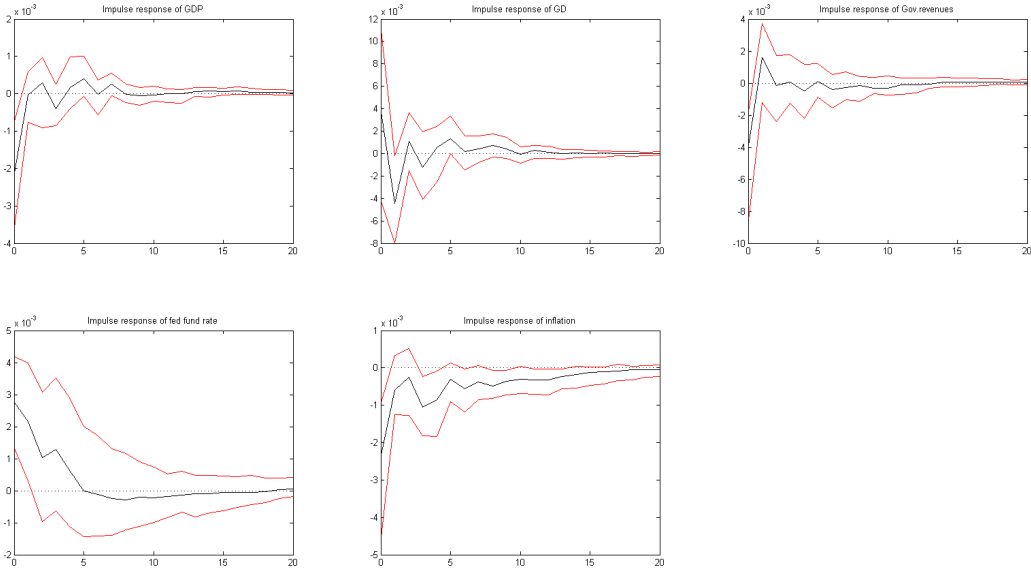 Impulse response of GDP
x 10-3
2
1
0
-1
-2
-3
-4
0 5 10 15 20
Impulse response of GD
x 10-3
12
10
8
6
4
2
0
-2
-4
-6
-8
0 5 10 15 20
Impulse response of Gov.revenues
x 10-3
4
2
0
-2
-4
-6
-8
-10
0 5 10 15 20
Impulse response of fed fund rate
x 10-3
5
4
3
2
1
0
-1
-2
0 5 10 15 20
Impulse response of inflation
x 10-3
1
0
-1
-2
-3
-4
-5
0 5 10 15 20